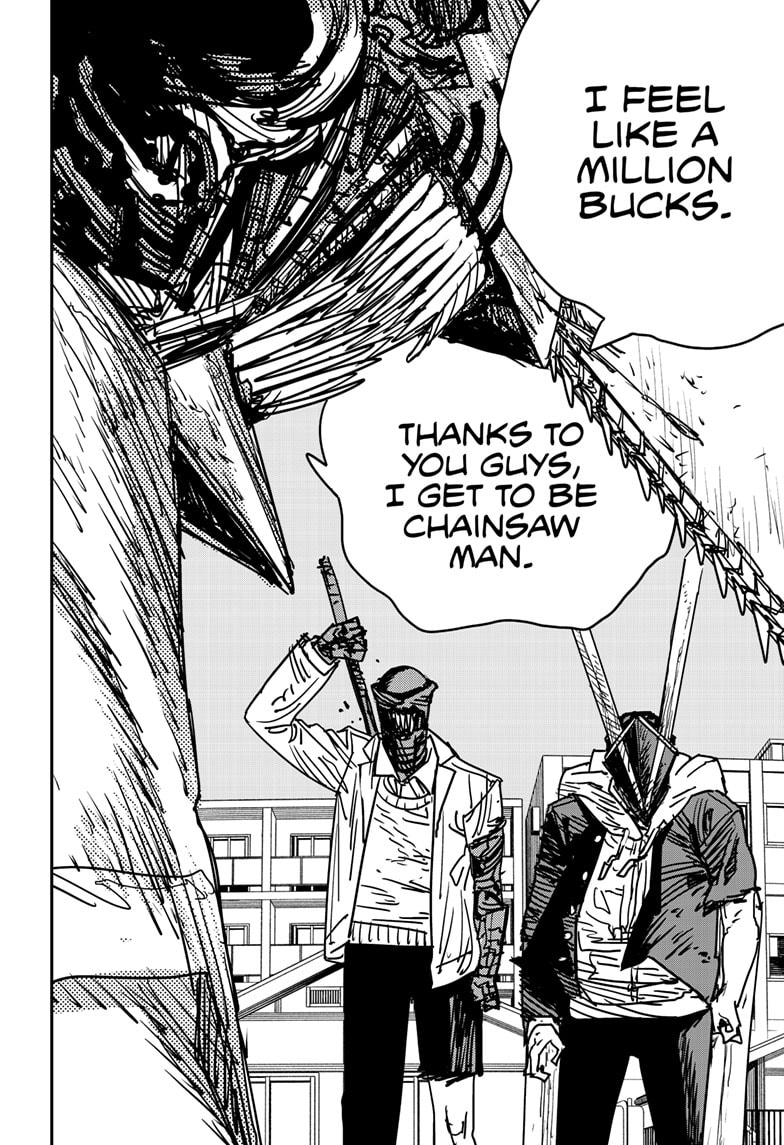 I FEEL
LIKE A
MILLION
BUCKS.
THANKS TO
YOU GUYS,
I GET TO BE
CHAINSAW
MAN.